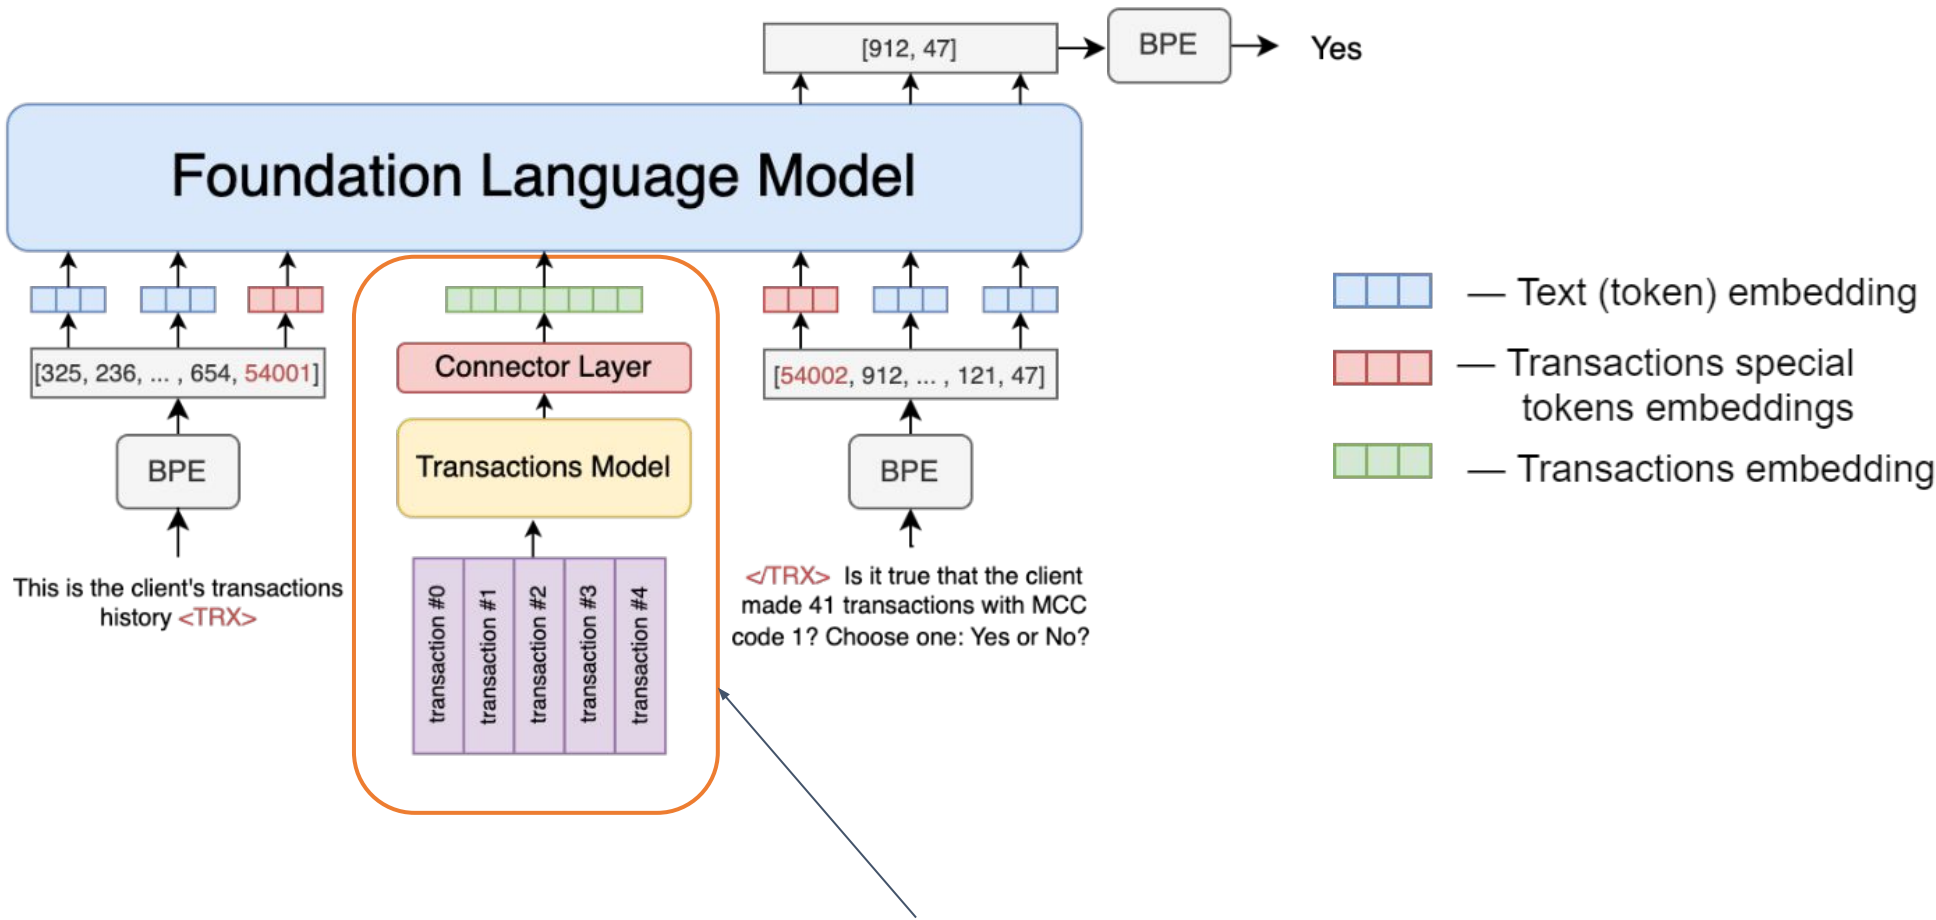 [912, 47]
BPE
Yes
Foundation Language Model
[325, 236, ... , 654, 54001]
BPE
This is the client's transactions
history <TRX>
Connector Layer
Transactions Model
transaction #0
transaction #1
transaction #2
transaction #3
transaction #4
[54002, 912, ... , 121, 47]
BPE
</TRX> Is it true that the client
made 41 transactions with MCC
code 1? Choose one: Yes or No?
— Text (token) embedding
— Transactions special
tokens embeddings
— Transactions embedding